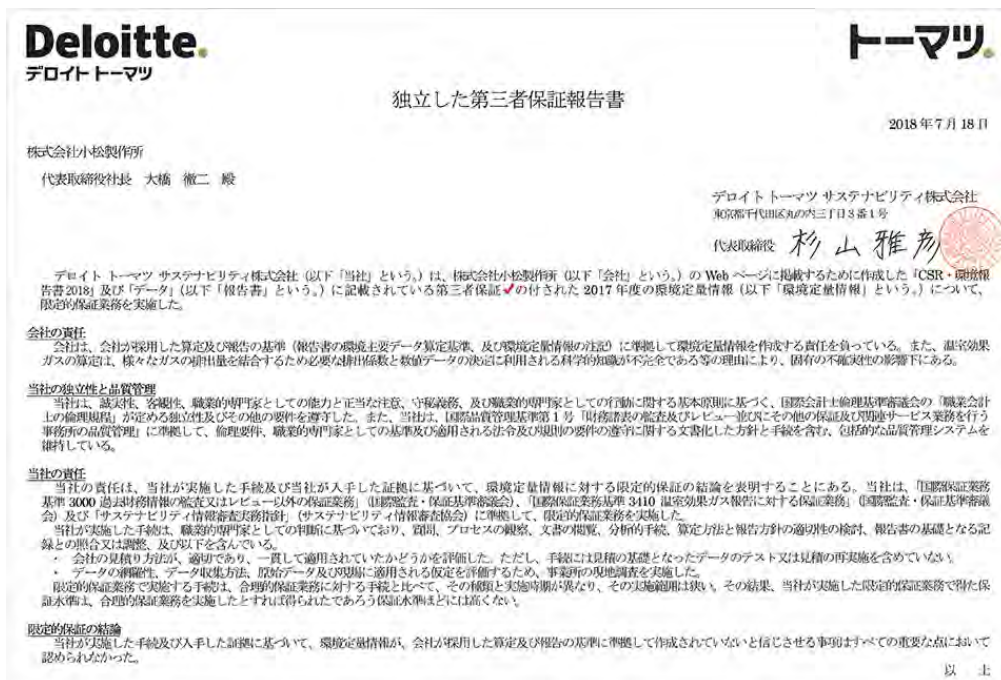 Deloitte.
デロイト トーマツ
トーマツ.
独立した第三者保証報告書
2018年7月18日
株式会社小松製作所
代表取締役社長 大橋 徹二 殿
デロイト トーマツ サステナビリティ株式会社
東京都千代田区丸の内三丁目3番1号
代表取締役 杉山雅彦
デロイト トーマツ サステナビリティ株式会社(以下「当社」という。)は、株式会社小松製作所(以下「会社」という。)の Web ページに掲載するために作成した「CSR・環境報
告書2018」及び「データ」(以下「報告書」という。)に記載されている第三者保証✓の付された 2017 年度の環境定量情報(以下「環境定量情報」という。)について、
限定的保証業務を実施した。
会社の責任
会社は、会社が採用した算定及び報告の基準(報告書の環境主要データ算定基準、及び環境定量情報の注記)に準拠して環境定量情報を作成する責任を負っている。また、温室効果
ガスの算定は、様々なガスの排出量を結合するため必要な排出係数と数値データの決定に利用される科学的知識が不完全である等の理由により、固有の不確実性の影響下にある。
当社の独立性と品質管理
当社は、誠実性、客観性、職業的専門家としての能力と正当な注意、守秘義務、及び職業的専門家としての行動に関する基本原則に基づく、国際会計士倫理基準審議会の「職業会計
士の倫理規程」が定める独立性及びその他の要件を遵守した。また、当社は、国際品質管理基準第1号「財務諸表の監査及びレビュー並びにその他の保証及び関連サービス業務を行う
事務所の品質管理」に準拠して、倫理要件、職業的専門家としての基準及び適用される法令及び規則の要件の遵守に関する文書化した方針と手続を含む、包括的な品質管理システムを
維持している。
当社の責任
当社の責任は、当社が実施した手続及び当社が入手した証拠に基づいて、環境定量情報に対する限定的保証の結論を表明することにある。当社は、「国際保証業務
基準 3000 過去財務情報の監査又はレビュー以外の保証業務」(国際監査・保証基準審議会)、「国際保証業務基準 3410 温室効果ガス報告に対する保証業務」(国際監査・保証基準審議
会)及び「サステナビリティ情報審査実務指針」(サステナビリティ情報審査協会)に準拠して、限定的保証業務を実施した。
当社が実施した手続は、職業的専門家としての判断に基づいており、質問、プロセスの観察、文書の閲覧、分析的手続、算定方法と報告方針の適切性の検討、報告書の基礎となる記
録との照合又は調整、及び以下を含んでいる。
・ 会社の見積り方法が、適切であり、一貫して適用されていたかどうかを評価した。ただし、手続には見積の基礎となったデータのテスト又は見積の再実施を含めていない。
・ データの網羅性、データ収集方法、原始データ及び現場に適用される仮定を評価するため、事業所の現地調査を実施した。
限定的保証業務で実施する手続は、合理的保証業務に対する手続と比べて、その種類と実施時期が異なり、その実施範囲は狭い。その結果、当社が実施した限定的保証業務で得た保
証水準は、合理的保証業務を実施したとすれば得られたであろう保証水準ほどには高くない。
限定的保証の結論
当社が実施した手続及び入手した証拠に基づいて、環境定量情報が、会社が採用した算定及び報告の基準に準拠して作成されていないと信じさせる事項はすべての重要な点において
認められなかった。
以 上